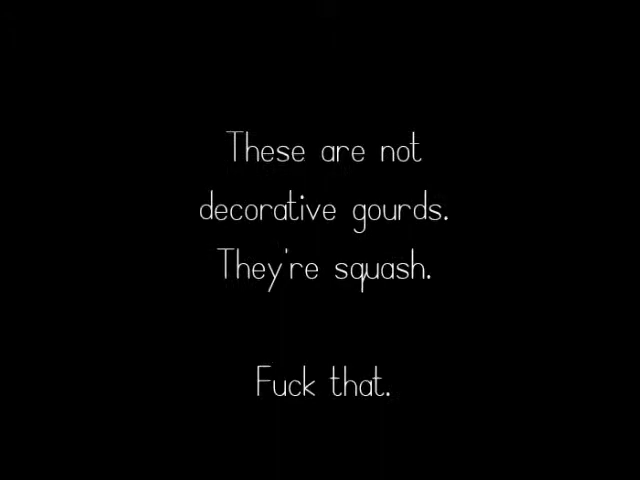 These are not
decorative gourds.
They're squash.
Fuck that.